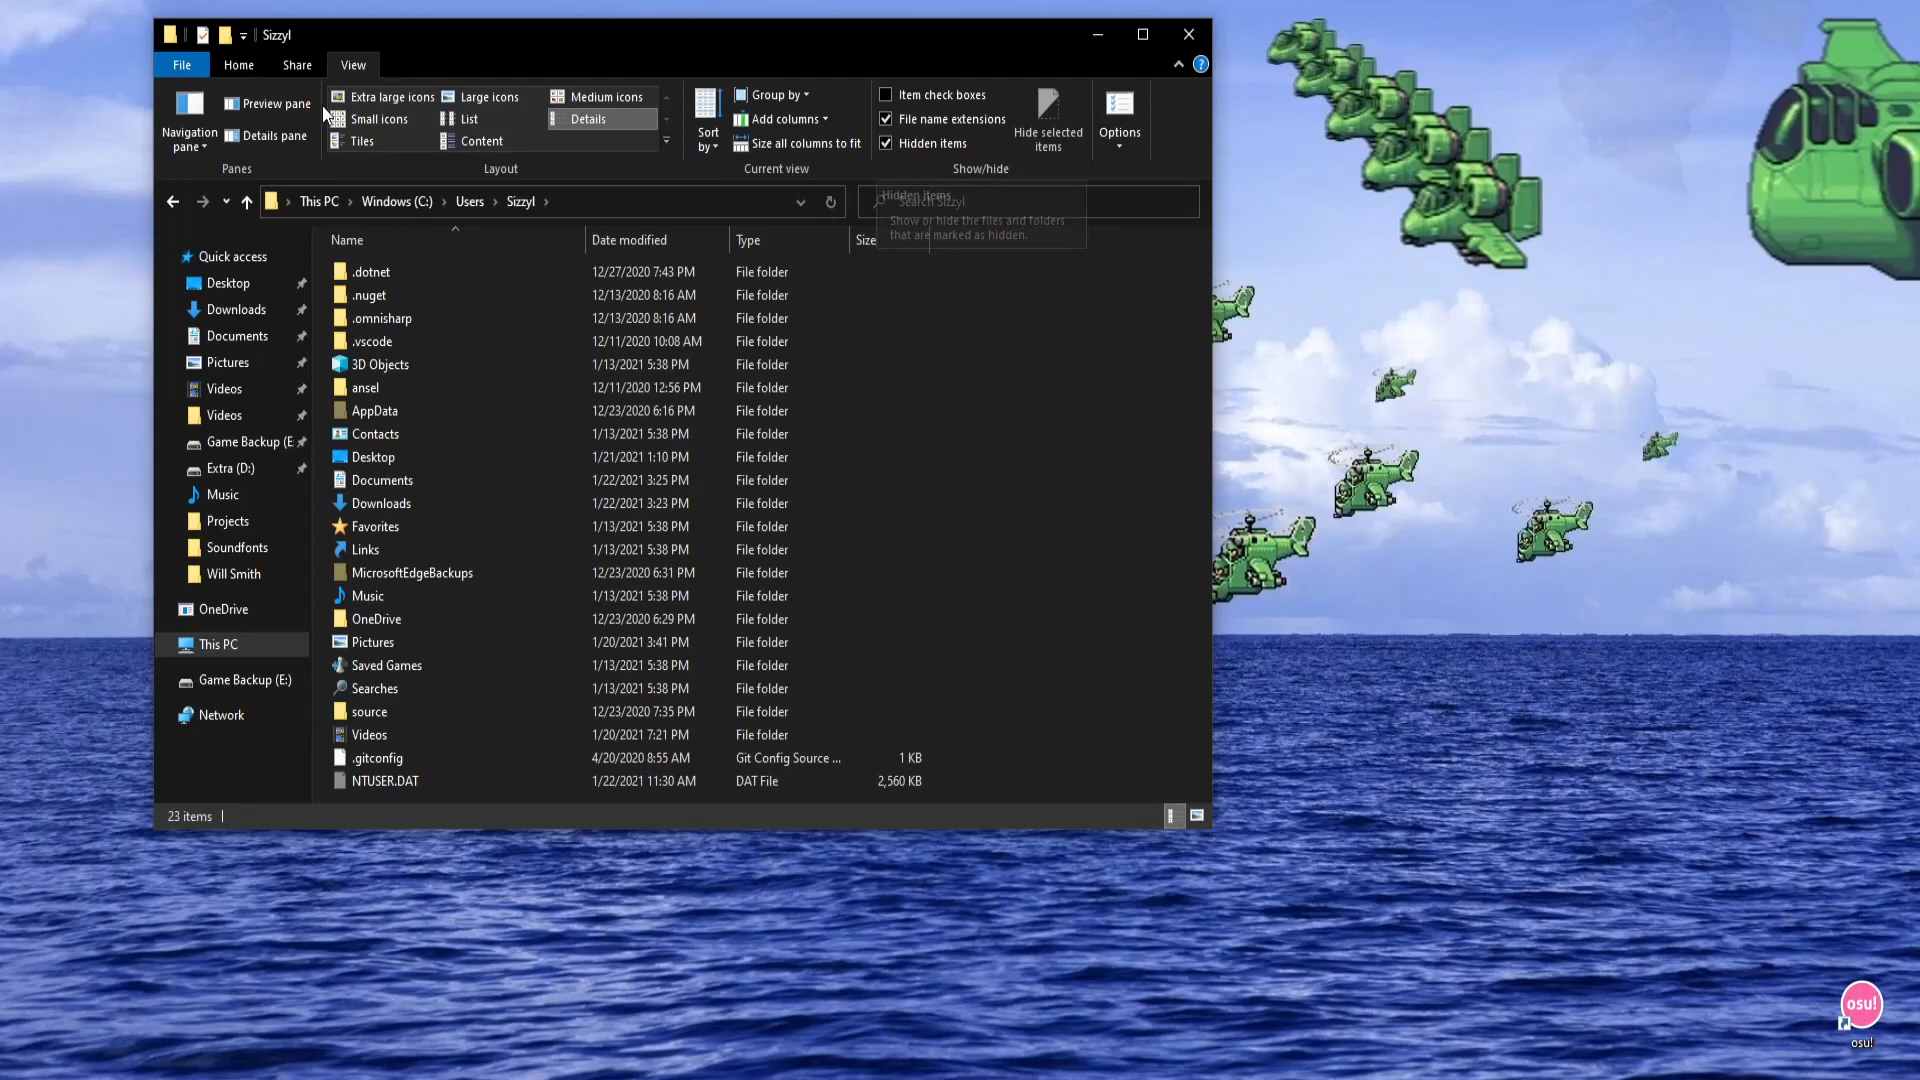 Sizzyl
File Home Share View
Navigation pane
Preview pane
Details pane
Panes
Extra large icons Large icons Medium icons
Small icons List Details
Tiles Content
Layout
Sort by
Group by
Add columns
Size all columns to fit
Current view
Item check boxes
File name extensions
Hidden items
Show/hide
Hide selected items
Options
This PC Windows (C:) Users Sizzyl
Search Sizzyl
Hidden items
Show or hide the files and folders
that are marked as hidden.
Quick access
Desktop
Downloads
Documents
Pictures
Videos
Videos
Game Backup (E:
Extra (D:)
Music
Projects
Soundfonts
Will Smith
OneDrive
This PC
Game Backup (E:)
Network
Name Date modified Type Size
.dotnet 12/27/2020 7:43 PM File folder
.nuget 12/13/2020 8:16 AM File folder
.omnisharp 12/13/2020 8:16 AM File folder
.vscode 12/11/2020 10:08 AM File folder
3D Objects 1/13/2021 5:38 PM File folder
ansel 12/11/2020 12:56 PM File folder
AppData 12/23/2020 6:16 PM File folder
Contacts 1/13/2021 5:38 PM File folder
Desktop 1/21/2021 1:10 PM File folder
Documents 1/22/2021 3:25 PM File folder
Downloads 1/22/2021 3:23 PM File folder
Favorites 1/13/2021 5:38 PM File folder
Links 1/13/2021 5:38 PM File folder
MicrosoftEdgeBackups 12/23/2020 6:31 PM File folder
Music 1/13/2021 5:38 PM File folder
OneDrive 12/23/2020 6:29 PM File folder
Pictures 1/20/2021 3:41 PM File folder
Saved Games 1/13/2021 5:38 PM File folder
Searches 1/13/2021 5:38 PM File folder
source 12/23/2020 7:35 PM File folder
Videos 1/20/2021 7:21 PM File folder
.gitconfig 4/20/2020 8:55 AM Git Config Source ... 1 KB
NTUSER.DAT 1/22/2021 11:30 AM DAT File 2,560 KB
23 items
osu!
osu!